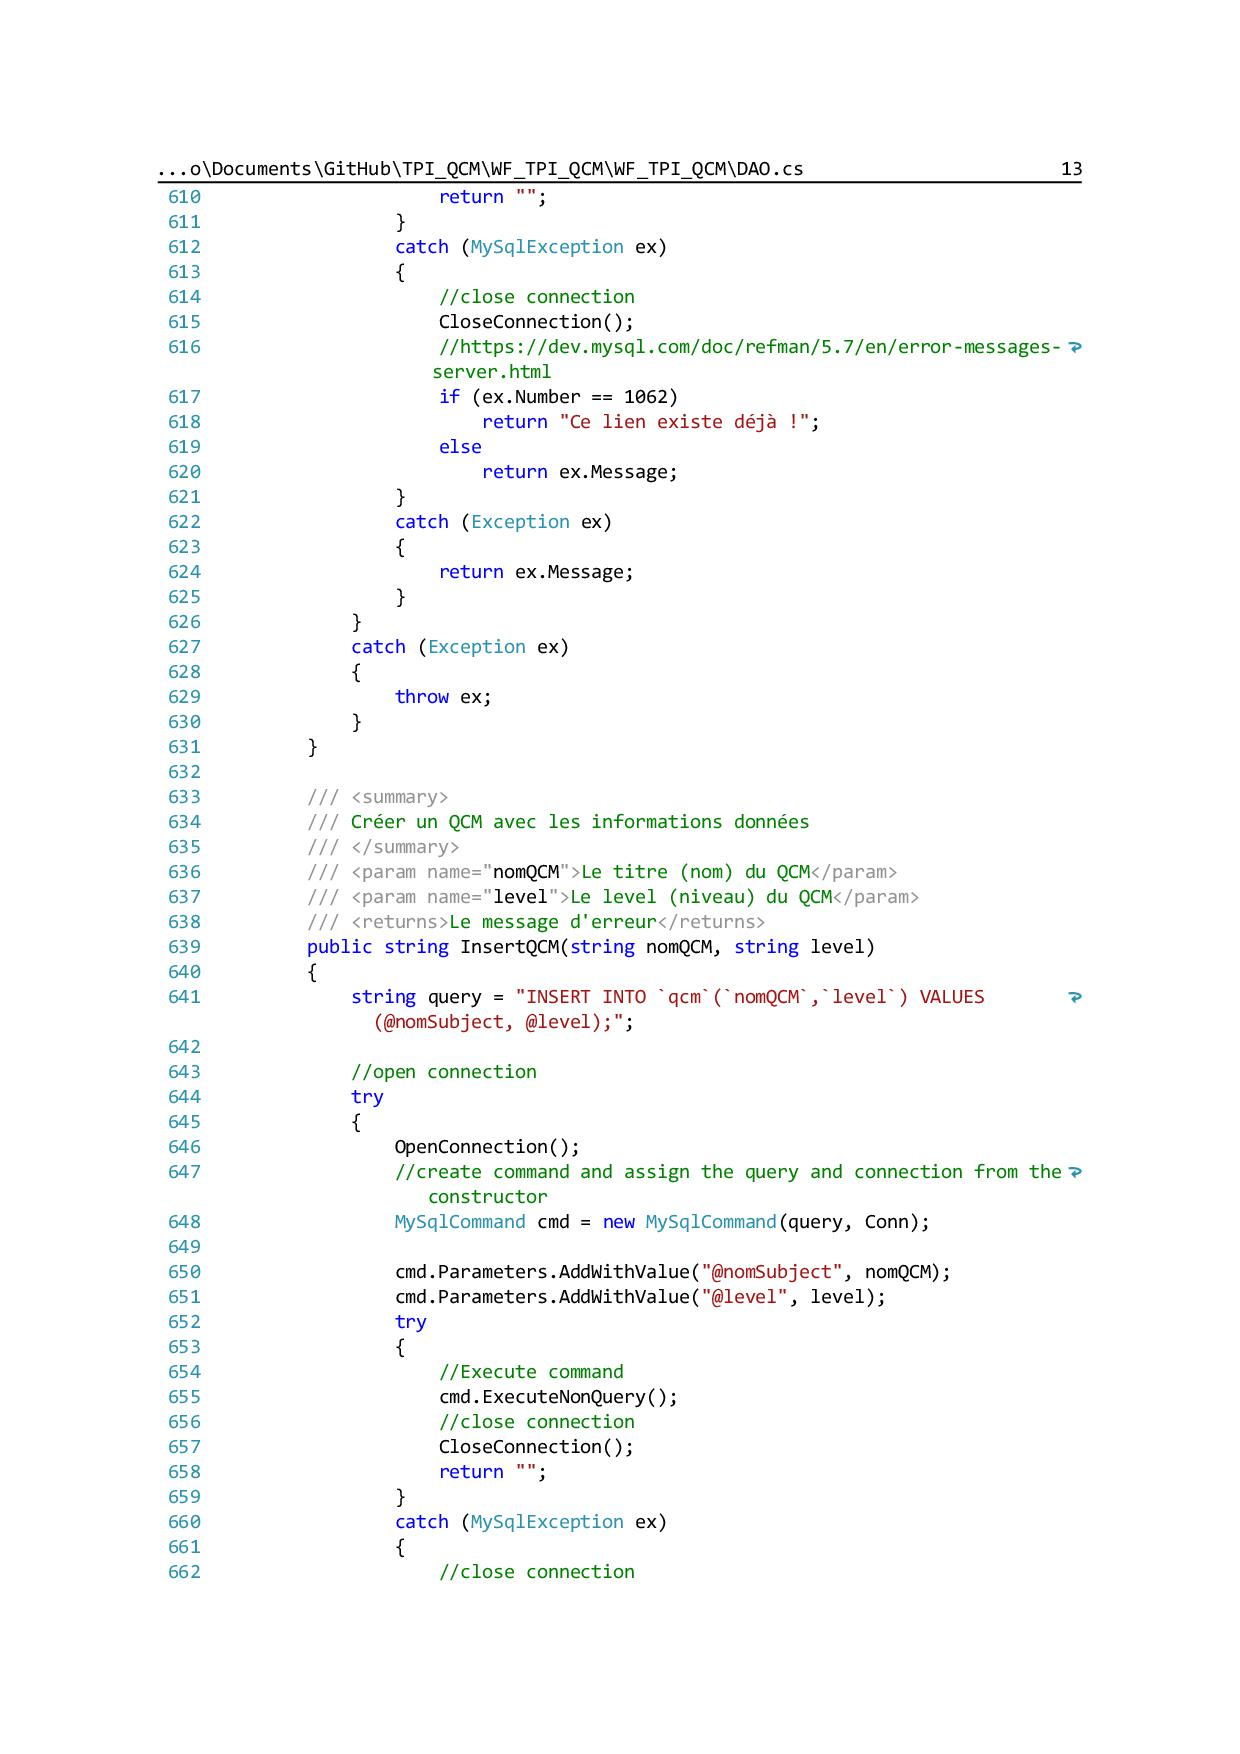 ...o\Documents\GitHub\TPI_QCM\WF_TPI_QCM\WF_TPI_QCM\DAO.cs 13
610 return "";
611 }
612 catch (MySqlException ex)
613 {
614 //close connection
615 CloseConnection();
616 //https://dev.mysql.com/doc/refman/5.7/en/error-messages-
server.html
617 if (ex.Number == 1062)
618 return "Ce lien existe déjà !";
619 else
620 return ex.Message;
621 }
622 catch (Exception ex)
623 {
624 return ex.Message;
625 }
626 }
627 catch (Exception ex)
628 {
629 throw ex;
630 }
631 }
632
633 /// <summary>
634 /// Créer un QCM avec les informations données
635 /// </summary>
636 /// <param name="nomQCM">Le titre (nom) du QCM</param>
637 /// <param name="level">Le level (niveau) du QCM</param>
638 /// <returns>Le message d'erreur</returns>
639 public string InsertQCM(string nomQCM, string level)
640 {
641 string query = "INSERT INTO `qcm`(`nomQCM`,`level`) VALUES
(@nomSubject, @level);";
642
643 //open connection
644 try
645 {
646 OpenConnection();
647 //create command and assign the query and connection from the
constructor
648 MySqlCommand cmd = new MySqlCommand(query, Conn);
649
650 cmd.Parameters.AddWithValue("@nomSubject", nomQCM);
651 cmd.Parameters.AddWithValue("@level", level);
652 try
653 {
654 //Execute command
655 cmd.ExecuteNonQuery();
656 //close connection
657 CloseConnection();
658 return "";
659 }
660 catch (MySqlException ex)
661 {
662 //close connection